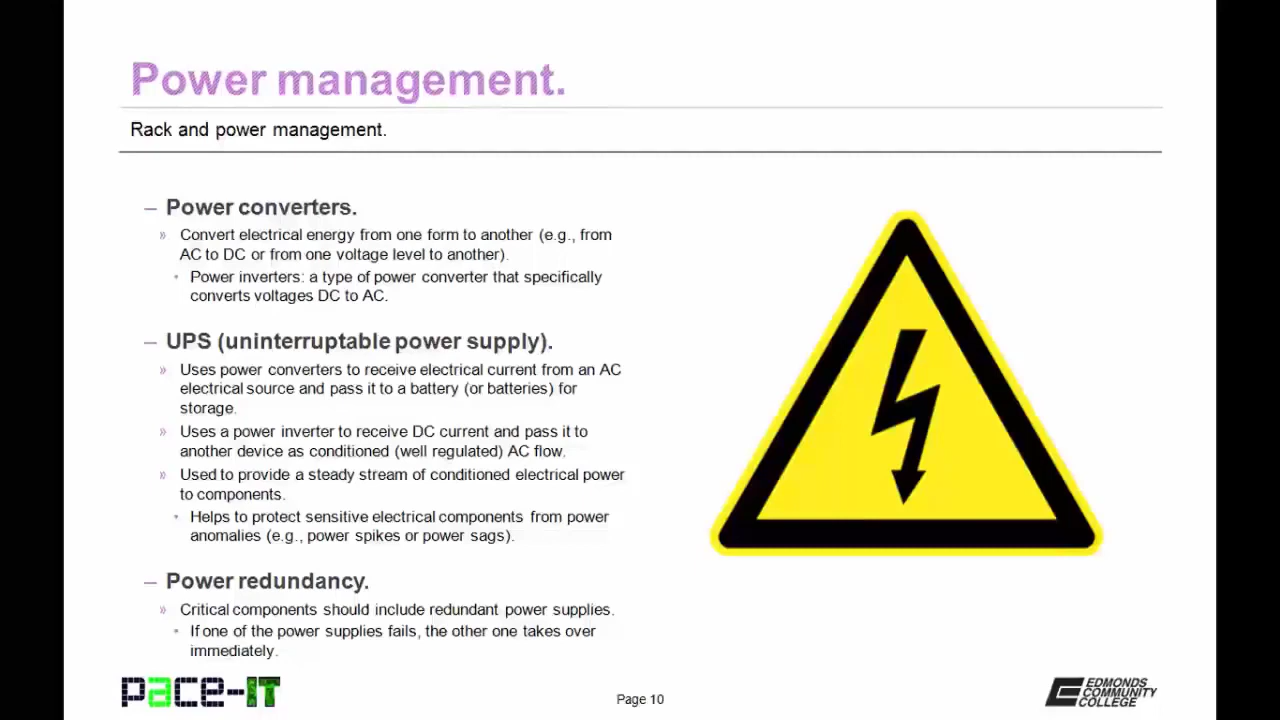 Power management.
Rack and power management.
– Power converters.
» Convert electrical energy from one form to another (e.g., from
AC to DC or from one voltage level to another).
• Power inverters: a type of power converter that specifically
converts voltages DC to AC.
– UPS (uninterruptable power supply).
» Uses power converters to receive electrical current from an AC
electrical source and pass it to a battery (or batteries) for
storage.
» Uses a power inverter to receive DC current and pass it to
another device as conditioned (well regulated) AC flow.
» Used to provide a steady stream of conditioned electrical power
to components.
• Helps to protect sensitive electrical components from power
anomalies (e.g., power spikes or power sags).
– Power redundancy.
» Critical components should include redundant power supplies.
• If one of the power supplies fails, the other one takes over
immediately.
pace-IT
Page 10
EDMONDS
COMMUNITY
COLLEGE